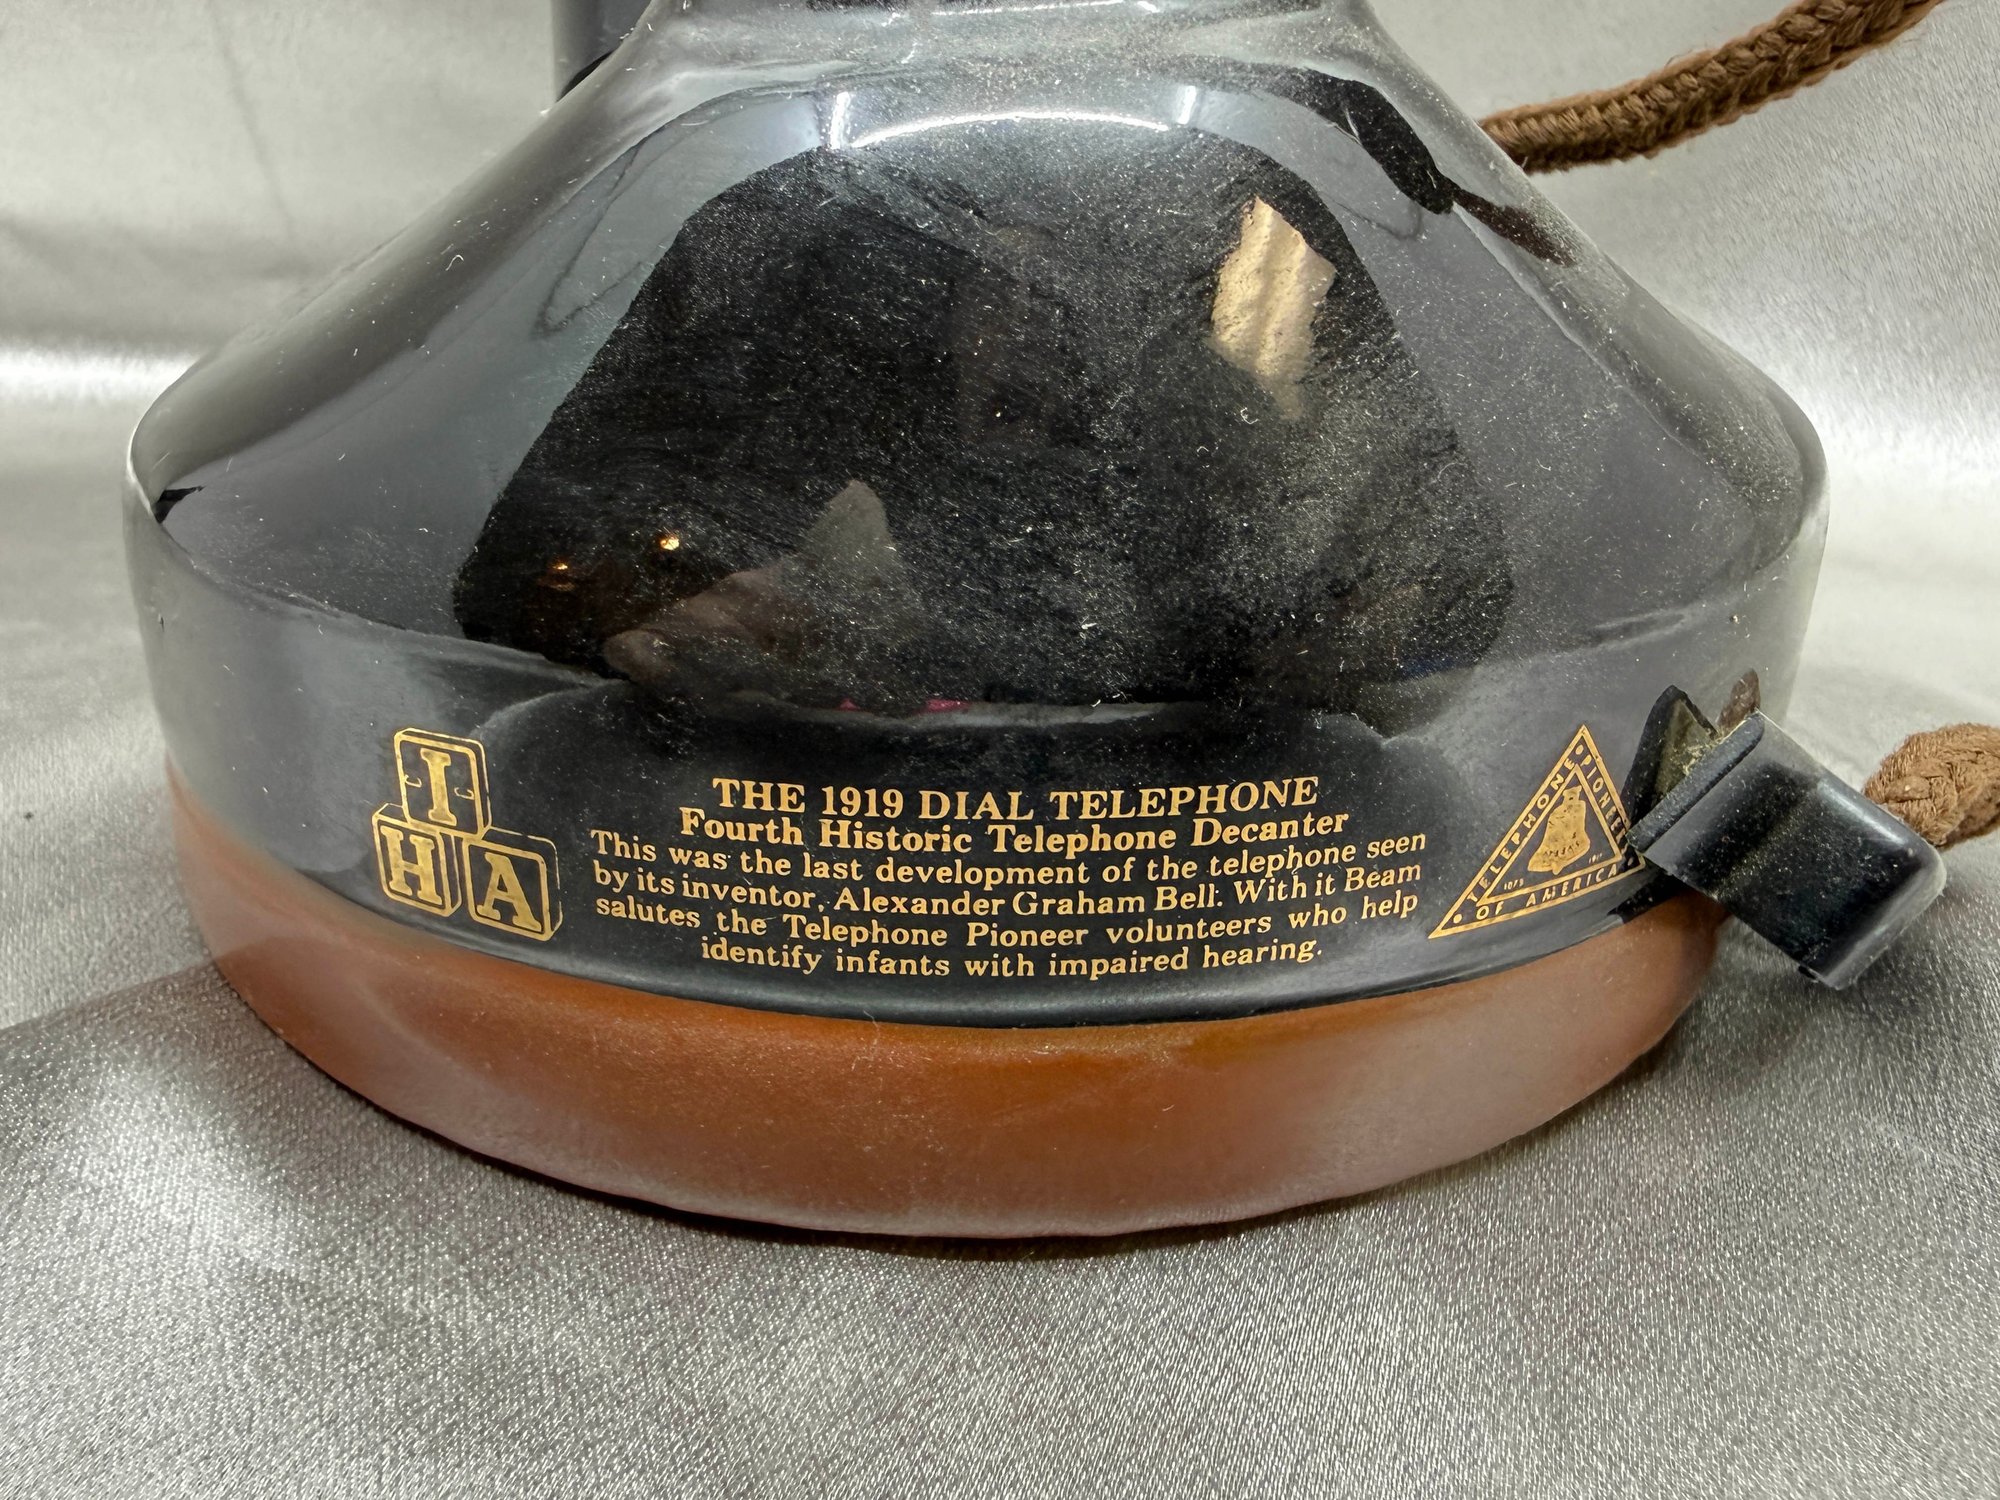 I
H A
THE 1919 DIAL TELEPHONE
Fourth Historic Telephone Decanter
This was the last development of the telephone seen
by its inventor, Alexander Graham Bell. With it Beam
salutes the Telephone Pioneer volunteers who help
identify infants with impaired hearing.
TELEPHONE PIONEER
OF AMERICA